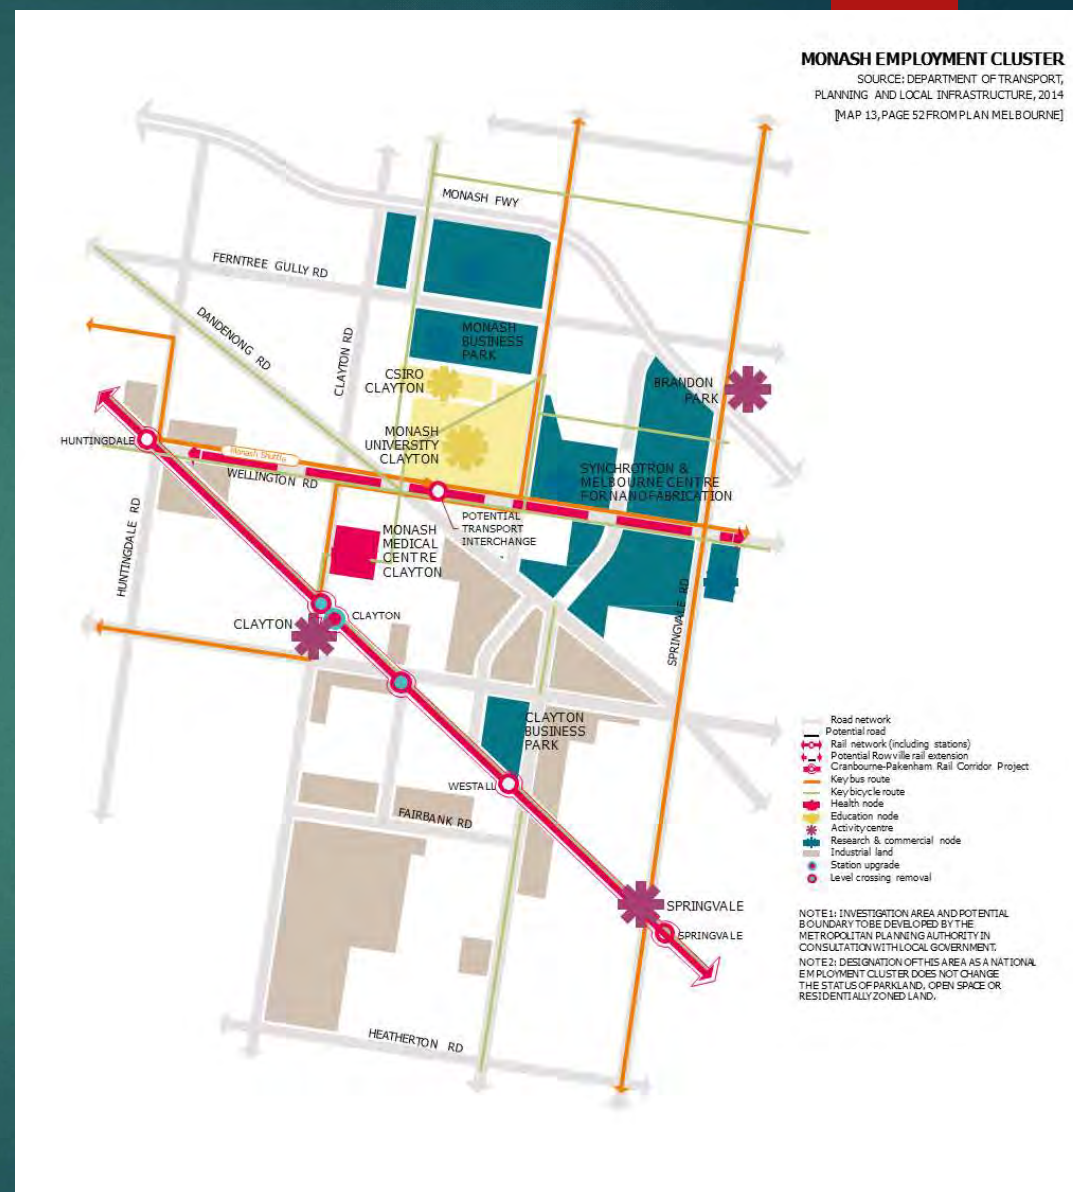 MONASH EMPLOYMENT CLUSTER
SOURCE: DEPARTMENT OF TRANSPORT,
PLANNING AND LOCAL INFRASTRUCTURE, 2014
[MAP 13, PAGE 52 FROM PLAN MELBOURNE]
MONASH FWY
FERNTREE GULLY RD
DANDENONG RD
CLAYTON RD
MONASH
BUSINESS
PARK
CSIRO
CLAYTON
BRANDON
PARK
HUNTINGDALE
MONASH
UNIVERSITY
CLAYTON
Monash Shuttle
WELLINGTON RD
SYNCHROTRON &
MELBOURNE CENTRE
FOR NANOFABRICATION
HUNTINGDALE RD
POTENTIAL
TRANSPORT
INTERCHANGE
MONASH
MEDICAL
CENTRE
CLAYTON
CLAYTON
CLAYTON
SPRINGVALE RD
CLAYTON
BUSINESS
PARK
WESTALL
FAIRBANK RD
SPRINGVALE
SPRINGVALE
HEATHERTON RD
Road network
Potential road
Rail network (including stations)
Potential Rowville rail extension
Cranbourne-Pakenham Rail Corridor Project
Key bus route
Key bicycle route
Health node
Education node
Activity centre
Research & commercial node
Industrial land
Station upgrade
Level crossing removal
NOTE 1: INVESTIGATION AREA AND POTENTIAL
BOUNDARY TO BE DEVELOPED BY THE
METROPOLITAN PLANNING AUTHORITY IN
CONSULTATION WITH LOCAL GOVERNMENT.
NOTE 2: DESIGNATION OF THIS AREA AS A NATIONAL
EMPLOYMENT CLUSTER DOES NOT CHANGE
THE STATUS OF PARKLAND, OPEN SPACE OR
RESIDENTIALLY ZONED LAND.